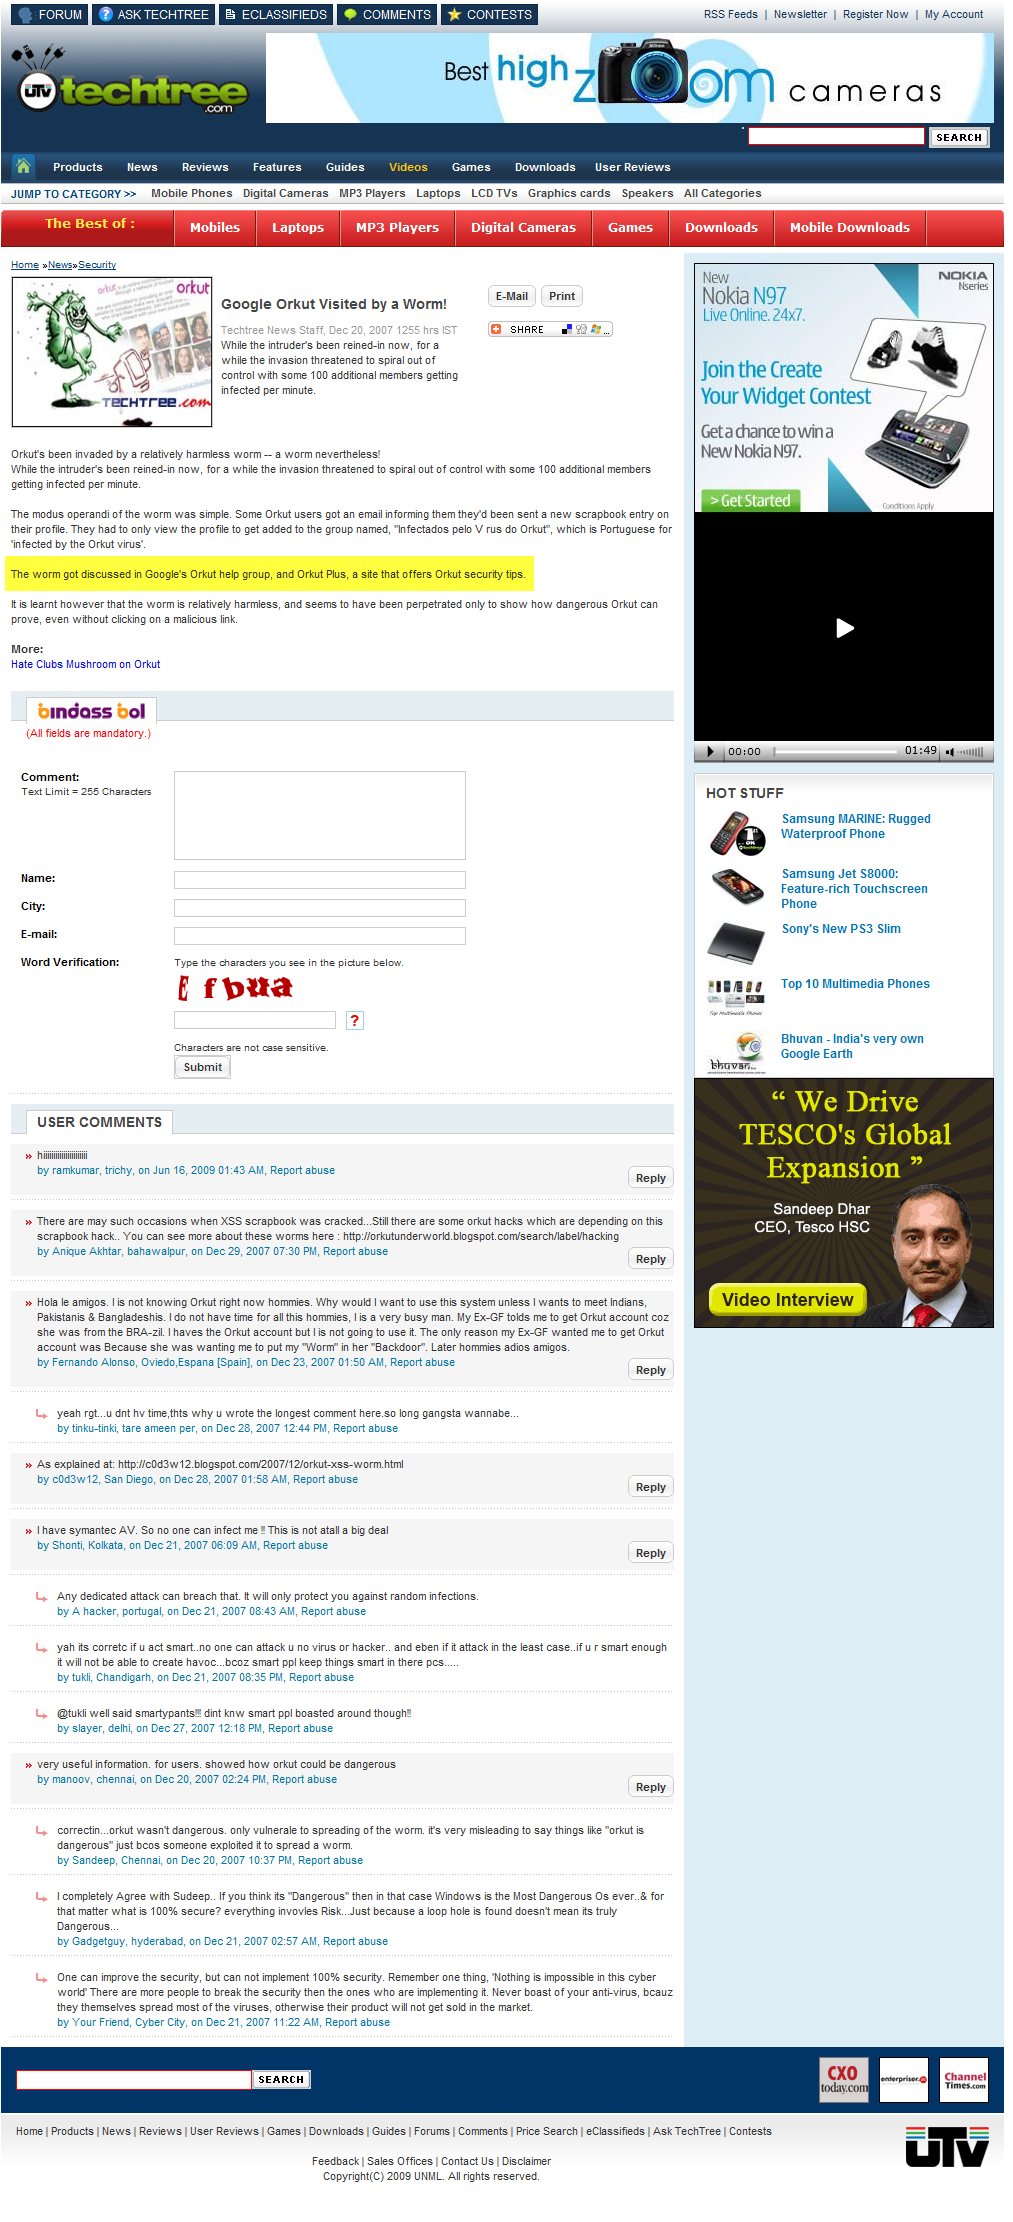 FORUM ASK TECHTREE ECLASSIFIEDS COMMENTS CONTESTS
RSS Feeds | Newsletter | Register Now | My Account
UTV techtree.com
Best high zoom cameras
SEARCH
Products News Reviews Features Guides Videos Games Downloads User Reviews
JUMP TO CATEGORY >> Mobile Phones Digital Cameras MP3 Players Laptops LCD TVs Graphics cards Speakers All Categories
The Best of : Mobiles Laptops MP3 Players Digital Cameras Games Downloads Mobile Downloads
Home »News»Security
orkut
TECHTREE.com
Google Orkut Visited by a Worm!
Techtree News Staff, Dec 20, 2007 1255 hrs IST
While the intruder's been reined-in now, for a
while the invasion threatened to spiral out of
control with some 100 additional members getting
infected per minute.
E-Mail Print
SHARE
Orkut's been invaded by a relatively harmless worm -- a worm nevertheless!
While the intruder's been reined-in now, for a while the invasion threatened to spiral out of control with some 100 additional members
getting infected per minute.
The modus operandi of the worm was simple. Some Orkut users got an email informing them they'd been sent a new scrapbook entry on
their profile. They had to only view the profile to get added to the group named, "Infectados pelo V rus do Orkut", which is Portuguese for
'infected by the Orkut virus'.
The worm got discussed in Google's Orkut help group, and Orkut Plus, a site that offers Orkut security tips.
It is learnt however that the worm is relatively harmless, and seems to have been perpetrated only to show how dangerous Orkut can
prove, even without clicking on a malicious link.
More:
Hate Clubs Mushroom on Orkut
bindass bol
(All fields are mandatory.)
Comment:
Text Limit = 255 Characters
Name:
City:
E-mail:
Word Verification: Type the characters you see in the picture below.
E f b u a
?
Characters are not case sensitive.
Submit
USER COMMENTS
» hiiiiiiiiiiiiiiiiiiiii
by ramkumar, trichy, on Jun 16, 2009 01:43 AM, Report abuse
Reply
» There are may such occasions when XSS scrapbook was cracked...Still there are some orkut hacks which are depending on this
scrapbook hack.. You can see more about these worms here : http://orkutunderworld.blogspot.com/search/label/hacking
by Anique Akhtar, bahawalpur, on Dec 29, 2007 07:30 PM, Report abuse
Reply
» Hola le amigos. I is not knowing Orkut right now hommies. Why would I want to use this system unless I wants to meet Indians,
Pakistanis & Bangladeshis. I do not have time for all this hommies, I is a very busy man. My Ex-GF tolds me to get Orkut account coz
she was from the BRA-zil. I haves the Orkut account but I is not going to use it. The only reason my Ex-GF wanted me to get Orkut
account was Because she was wanting me to put my "Worm" in her "Backdoor". Later hommies adios amigos.
by Fernando Alonso, Oviedo,Espana [Spain], on Dec 23, 2007 01:50 AM, Report abuse
Reply
yeah rgt...u dnt hv time,thts why u wrote the longest comment here.so long gangsta wannabe...
by tinku-tinki, tare ameen per, on Dec 28, 2007 12:44 PM, Report abuse
» As explained at: http://c0d3w12.blogspot.com/2007/12/orkut-xss-worm.html
by c0d3w12, San Diego, on Dec 28, 2007 01:58 AM, Report abuse
Reply
» I have symantec AV. So no one can infect me !! This is not atall a big deal
by Shonti, Kolkata, on Dec 21, 2007 06:09 AM, Report abuse
Reply
Any dedicated attack can breach that. It will only protect you against random infections.
by A hacker, portugal, on Dec 21, 2007 08:43 AM, Report abuse
yah its corretc if u act smart..no one can attack u no virus or hacker.. and eben if it attack in the least case..if u r smart enough
it will not be able to create havoc...bcoz smart ppl keep things smart in there pcs.....
by tukli, Chandigarh, on Dec 21, 2007 08:35 PM, Report abuse
@tukli well said smartypants!!! dint knw smart ppl boasted around though!!
by slayer, delhi, on Dec 27, 2007 12:18 PM, Report abuse
» very useful information. for users. showed how orkut could be dangerous
by manoov, chennai, on Dec 20, 2007 02:24 PM, Report abuse
Reply
correctin...orkut wasn't dangerous. only vulnerale to spreading of the worm. it's very misleading to say things like "orkut is
dangerous" just bcos someone exploited it to spread a worm.
by Sandeep, Chennai, on Dec 20, 2007 10:37 PM, Report abuse
I completely Agree with Sudeep.. If you think its "Dangerous" then in that case Windows is the Most Dangerous Os ever..& for
that matter what is 100% secure? everything invovles Risk...Just because a loop hole is found doesn't mean its truly
Dangerous...
by Gadgetguy, hyderabad, on Dec 21, 2007 02:57 AM, Report abuse
One can improve the security, but can not implement 100% security. Remember one thing, 'Nothing is impossible in this cyber
world' There are more people to break the security then the ones who are implementing it. Never boast of your anti-virus, bcauz
they themselves spread most of the viruses, otherwise their product will not get sold in the market.
by Your Friend, Cyber City, on Dec 21, 2007 11:22 AM, Report abuse
New
Nokia N97
Live Online. 24x7.
NOKIA
Nseries
Join the Create
Your Widget Contest
Get a chance to win a
New Nokia N97.
> Get Started
Conditions Apply
00:00 01:49
HOT STUFF
Samsung MARINE: Rugged
Waterproof Phone
Samsung Jet S8000:
Feature-rich Touchscreen
Phone
Sony's New PS3 Slim
Top 10 Multimedia Phones
Top Multimedia Phones
Bhuvan - India's very own
Google Earth
bhuvan
“ We Drive
TESCO's Global
Expansion ”
Sandeep Dhar
CEO, Tesco HSC
Video Interview
SEARCH
CXO today.com
enterpriser.in
Channel Times.com
Home | Products | News | Reviews | User Reviews | Games | Downloads | Guides | Forums | Comments | Price Search | eClassifieds | Ask TechTree | Contests
UTV
Feedback | Sales Offices | Contact Us | Disclaimer
Copyright(C) 2009 UNML. All rights reserved.